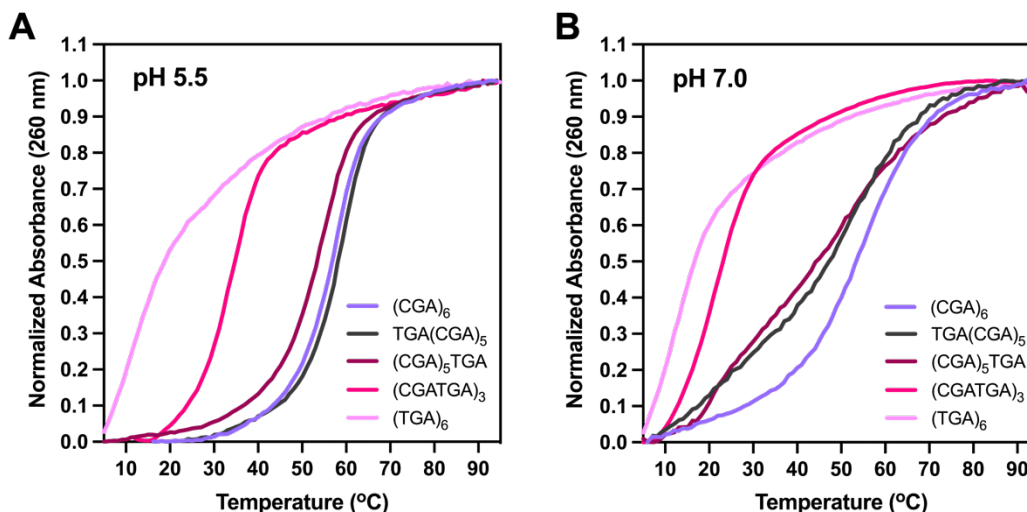 A
pH 5.5
Normalized Absorbance (260 nm)
1.1
1.0
0.9
0.8
0.7
0.6
0.5
0.4
0.3
0.2
0.1
0.0
(CGA)₆
TGA(CGA)₅
(CGA)₅TGA
(CGATGA)₃
(TGA)₆
10 20 30 40 50 60 70 80 90
Temperature (ºC)
B
pH 7.0
Normalized Absorbance (260 nm)
1.1
1.0
0.9
0.8
0.7
0.6
0.5
0.4
0.3
0.2
0.1
0.0
(CGA)₆
TGA(CGA)₅
(CGA)₅TGA
(CGATGA)₃
(TGA)₆
10 20 30 40 50 60 70 80 90
Temperature (ºC)